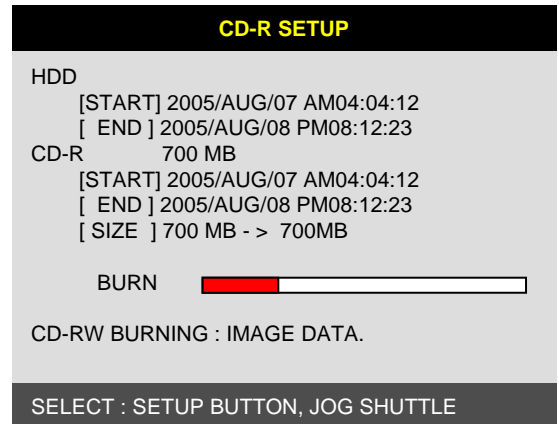 CD-R SETUP
HDD
[START] 2005/AUG/07 AM04:04:12
[ END ] 2005/AUG/08 PM08:12:23
CD-R 700 MB
[START] 2005/AUG/07 AM04:04:12
[ END ] 2005/AUG/08 PM08:12:23
[ SIZE ] 700 MB - > 700MB
BURN
CD-RW BURNING : IMAGE DATA.
SELECT : SETUP BUTTON, JOG SHUTTLE